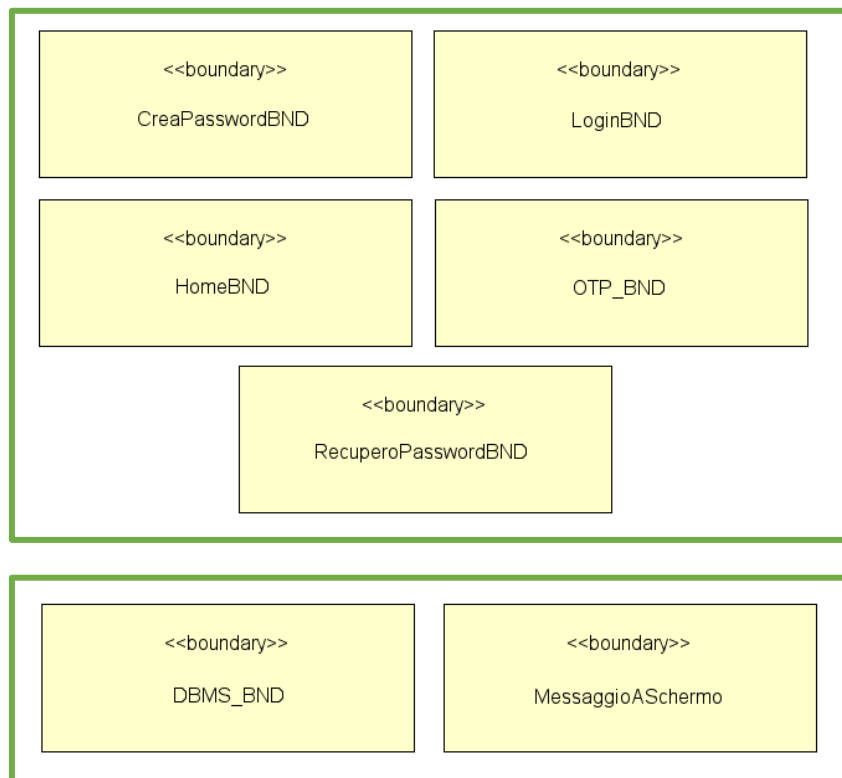 <<boundary>>
CreaPasswordBND
<<boundary>>
LoginBND
<<boundary>>
HomeBND
<<boundary>>
OTP_BND
<<boundary>>
RecuperoPasswordBND
<<boundary>>
DBMS_BND
<<boundary>>
MessaggioASchermo